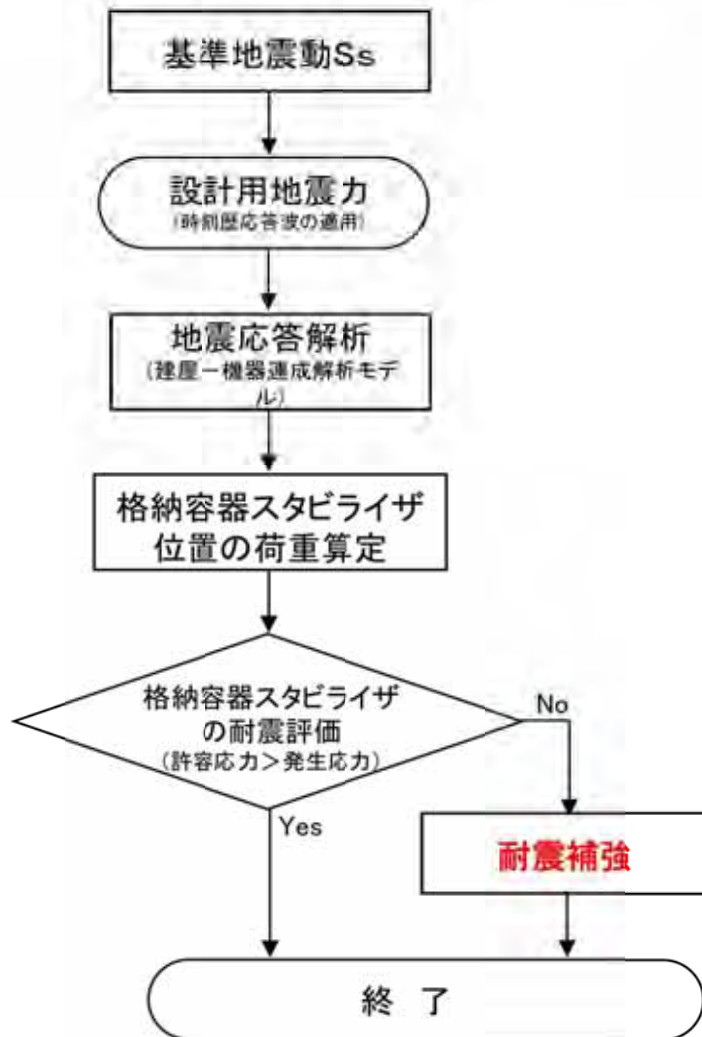 基準地震動Ss
設計用地震力
(時刻歴応答波の適用)
地震応答解析
(建屋－機器連成解析モデ
ル)
格納容器スタビライザ
位置の荷重算定
格納容器スタビライザ
の耐震評価
(許容応力＞発生応力)
No
Yes
耐震補強
終 了